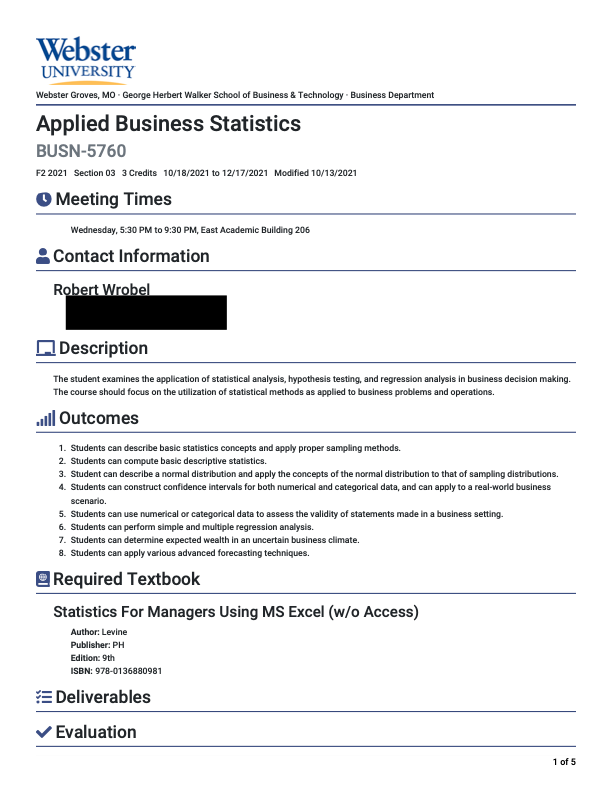 Webster
UNIVERSITY
Webster Groves, MO · George Herbert Walker School of Business & Technology · Business Department
Applied Business Statistics
BUSN-5760
F2 2021 Section 03 3 Credits 10/18/2021 to 12/17/2021 Modified 10/13/2021
Meeting Times
Wednesday, 5:30 PM to 9:30 PM, East Academic Building 206
Contact Information
Robert Wrobel
Description
The student examines the application of statistical analysis, hypothesis testing, and regression analysis in business decision making.
The course should focus on the utilization of statistical methods as applied to business problems and operations.
Outcomes
1. Students can describe basic statistics concepts and apply proper sampling methods.
2. Students can compute basic descriptive statistics.
3. Student can describe a normal distribution and apply the concepts of the normal distribution to that of sampling distributions.
4. Students can construct confidence intervals for both numerical and categorical data, and can apply to a real-world business
scenario.
5. Students can use numerical or categorical data to assess the validity of statements made in a business setting.
6. Students can perform simple and multiple regression analysis.
7. Students can determine expected wealth in an uncertain business climate.
8. Students can apply various advanced forecasting techniques.
Required Textbook
Statistics For Managers Using MS Excel (w/o Access)
Author: Levine
Publisher: PH
Edition: 9th
ISBN: 978-0136880981
Deliverables
Evaluation
1 of 5